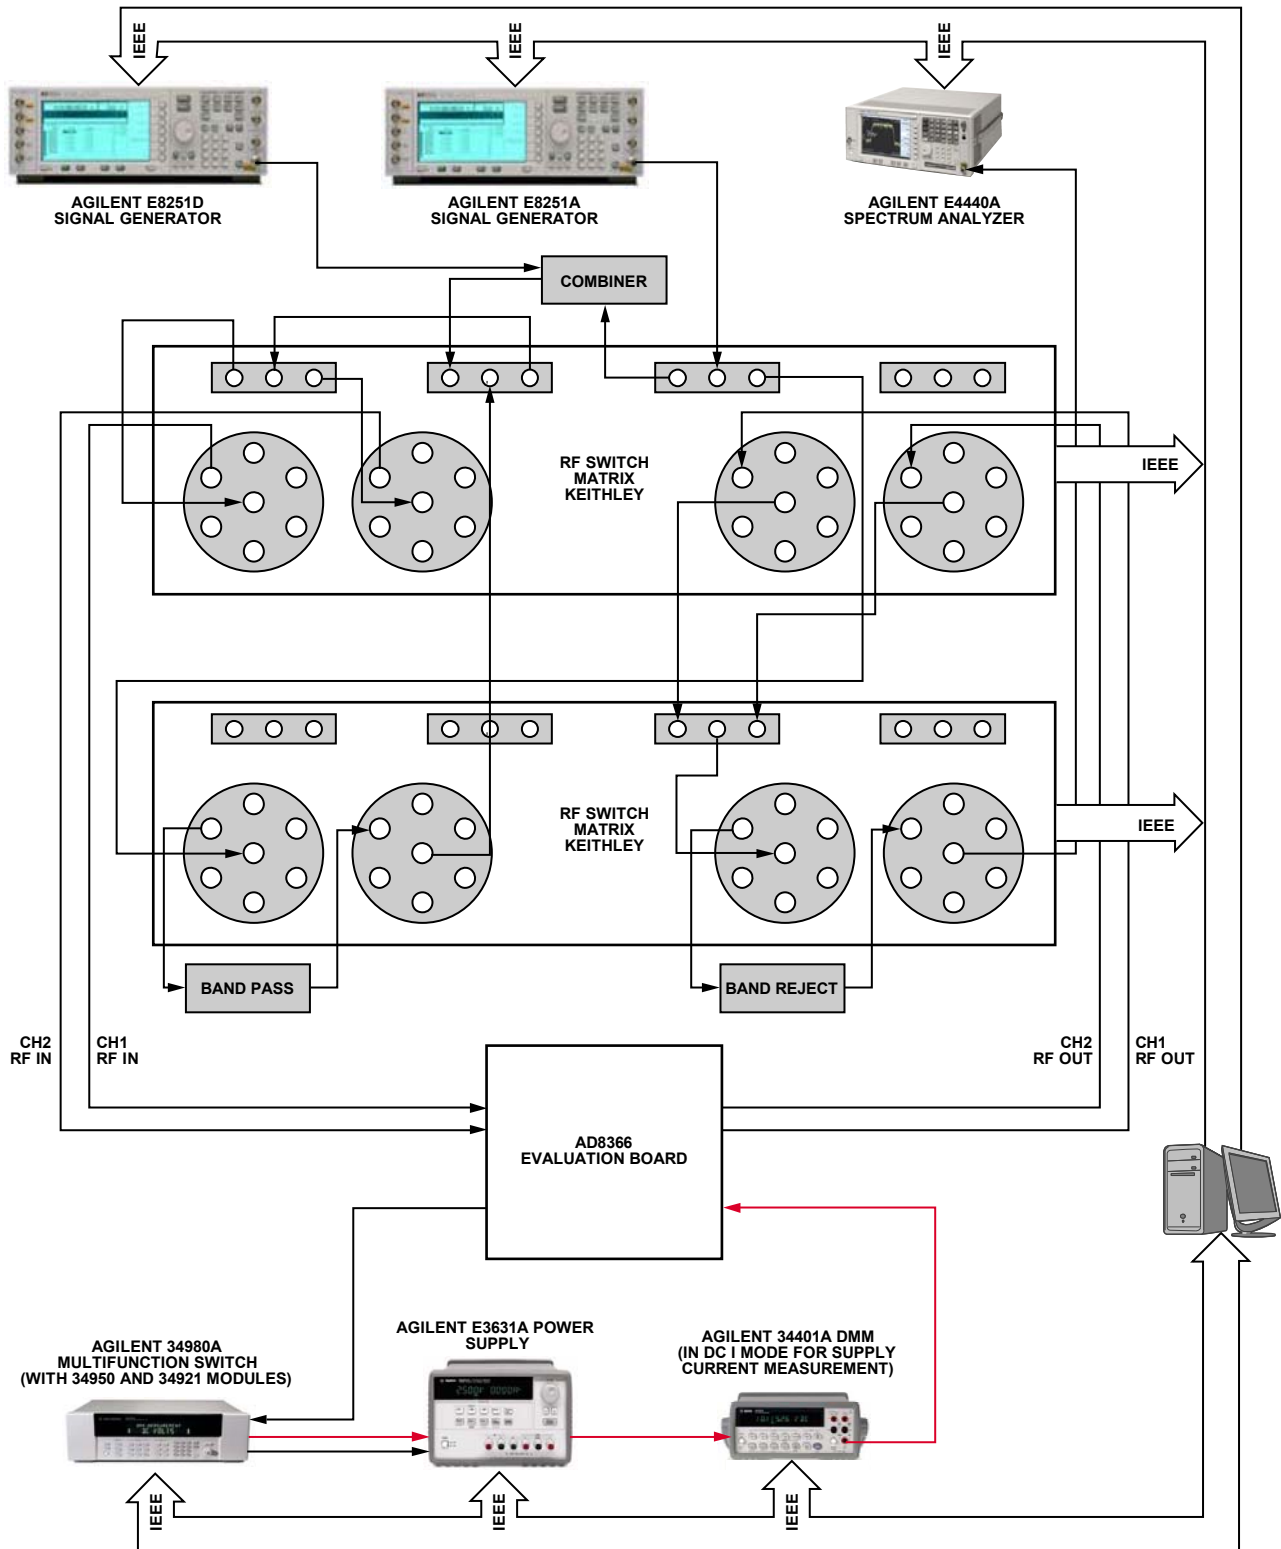 IEEE
IEEE
IEEE
AGILENT E8251D
SIGNAL GENERATOR
AGILENT E8251A
SIGNAL GENERATOR
AGILENT E4440A
SPECTRUM ANALYZER
COMBINER
RF SWITCH
MATRIX
KEITHLEY
IEEE
RF SWITCH
MATRIX
KEITHLEY
IEEE
BAND PASS
BAND REJECT
CH2
RF IN
CH1
RF IN
CH2
RF OUT
CH1
RF OUT
AD8366
EVALUATION BOARD
AGILENT 34980A
MULTIFUNCTION SWITCH
(WITH 34950 AND 34921 MODULES)
AGILENT E3631A POWER
SUPPLY
AGILENT 34401A DMM
(IN DC I MODE FOR SUPPLY
CURRENT MEASUREMENT)
IEEE
IEEE
IEEE